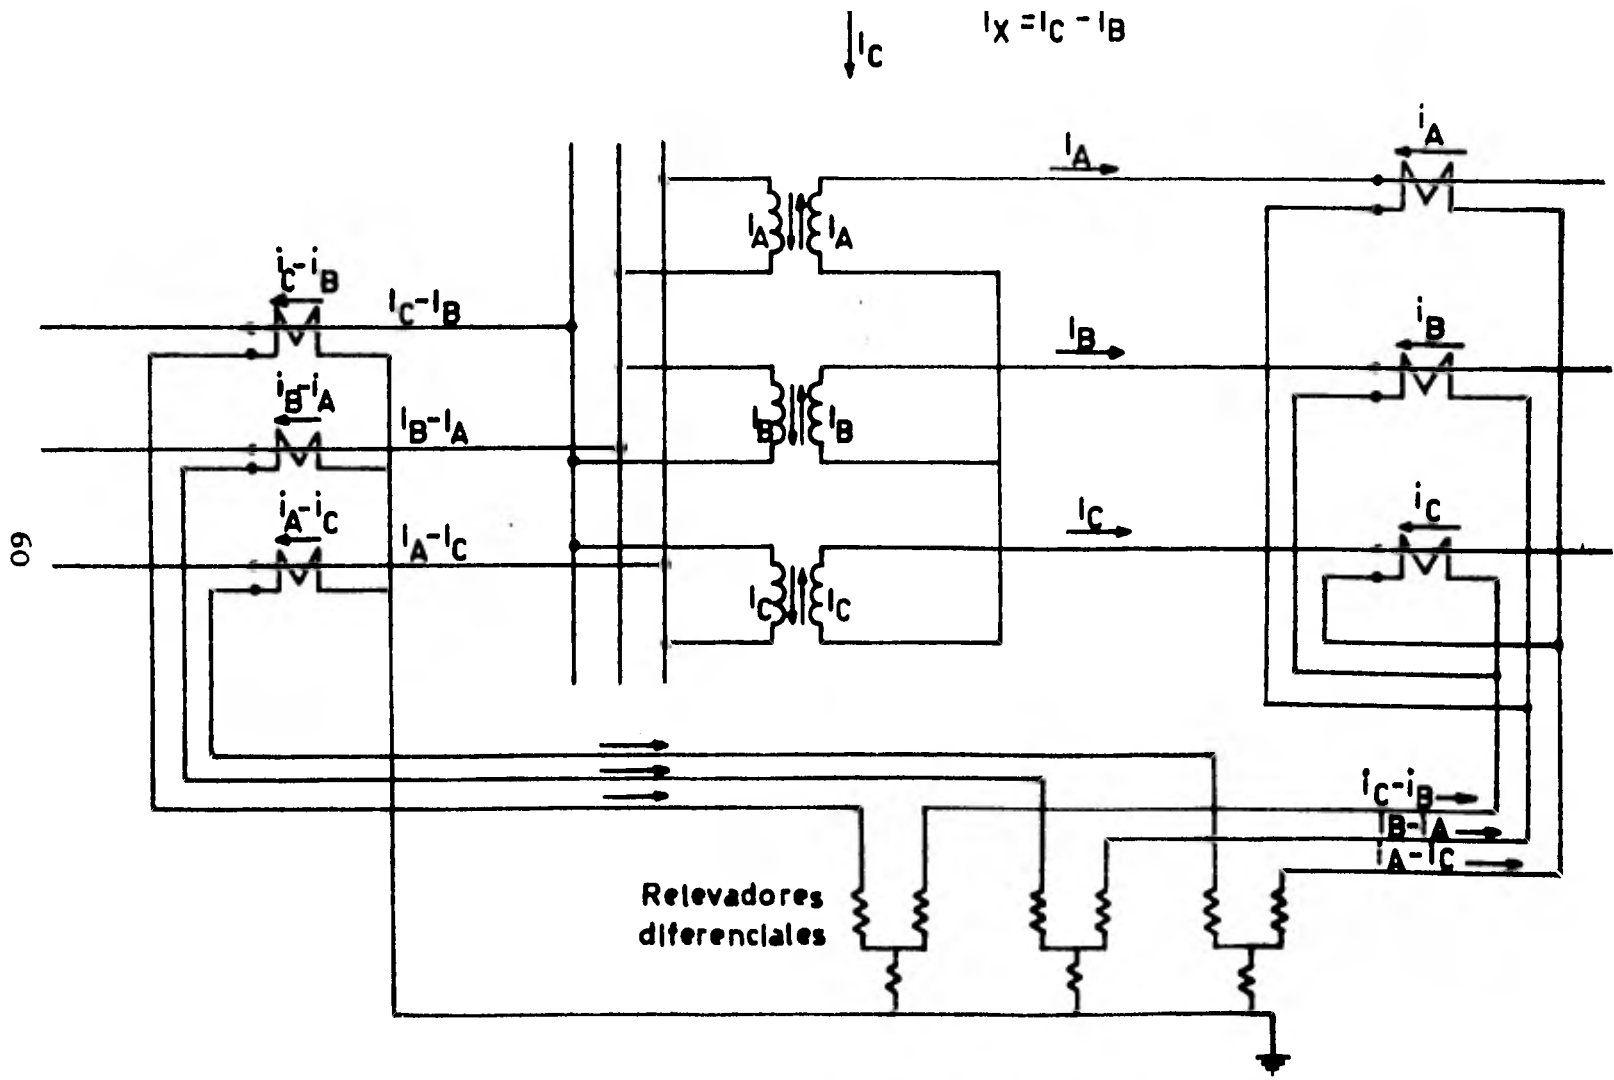 I_X = I_C - I_B
I_C
i_A
I_A
I_A I_A
i_C-i_B
I_C-I_B
i_B
I_B
i_B-i_A
I_B-I_A
I_B I_B
i_A-i_C
I_A-I_C
i_C
I_C
I_C I_C
60
i_C-i_B
i_B-i_A
i_A-i_C
Relevadores
diferenciales